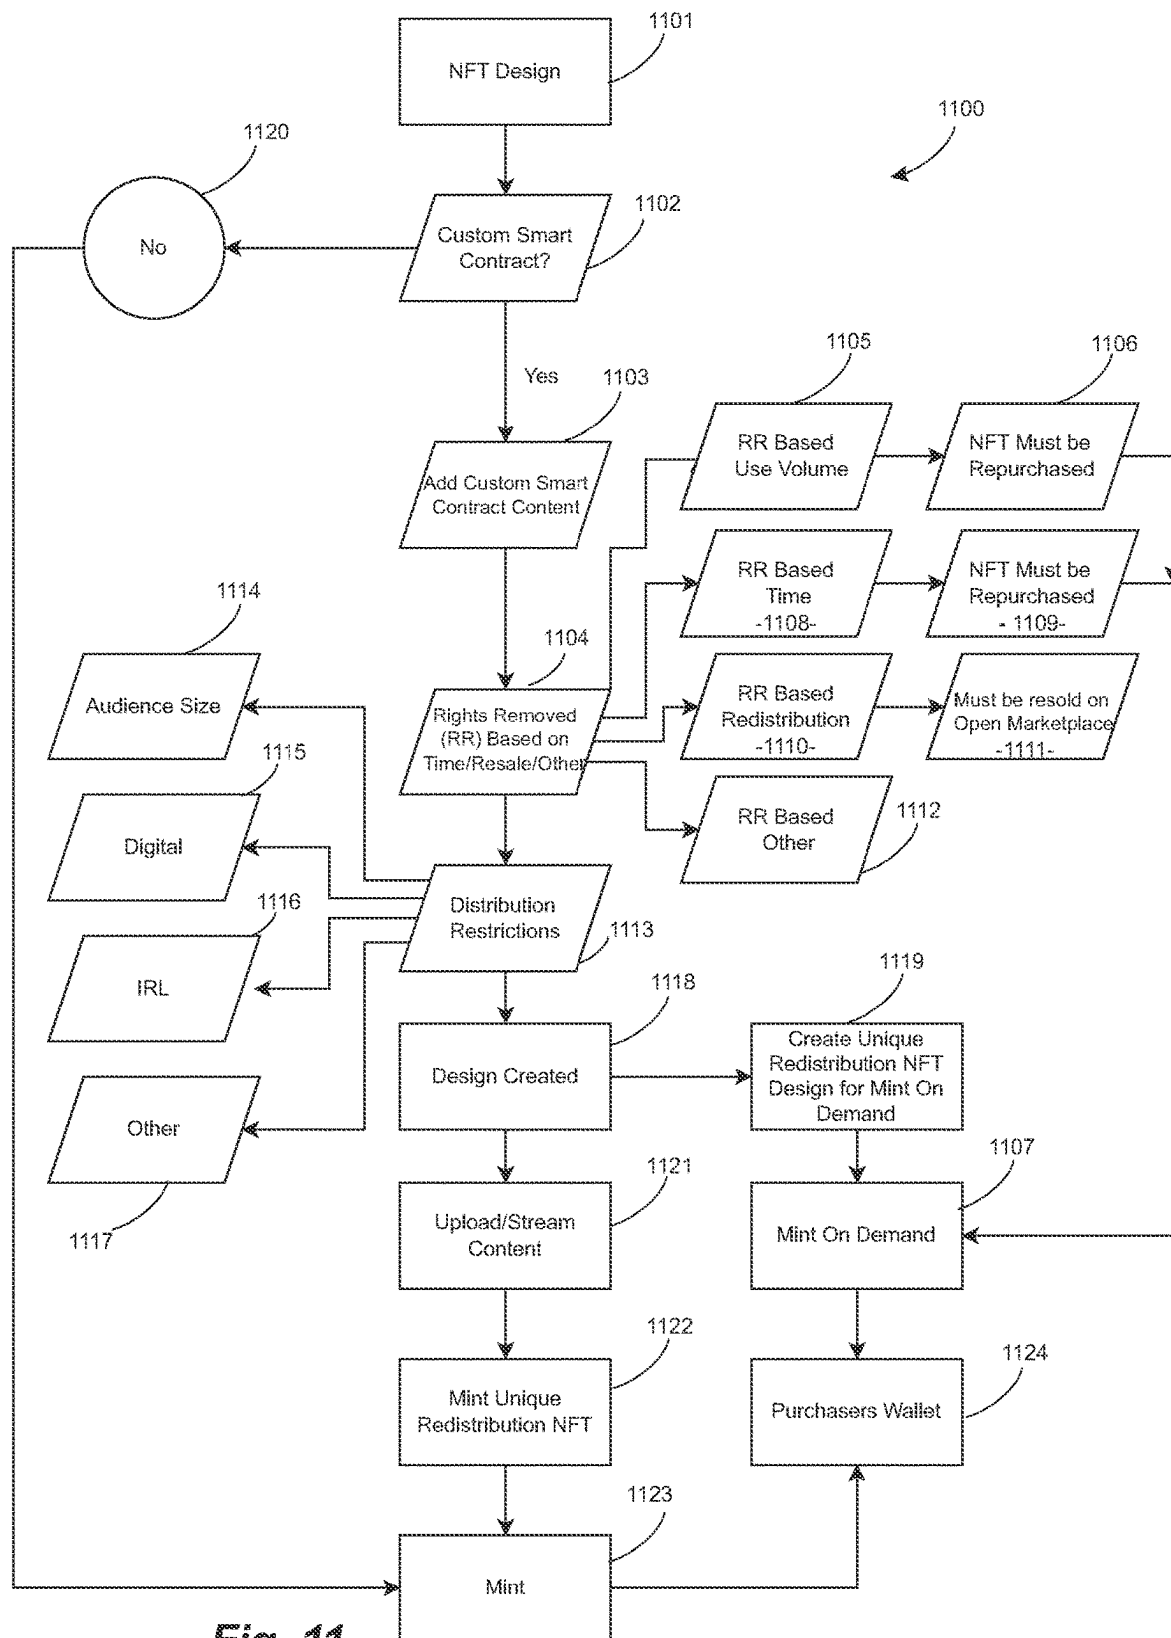 1101
NFT Design
1100
1120
No
1102
Custom Smart
Contract?
Yes
1103
Add Custom Smart
Contract Content
1105
RR Based
Use Volume
1106
NFT Must be
Repurchased
RR Based
Time
-1108-
NFT Must be
Repurchased
- 1109-
1104
Rights Removed
(RR) Based on
Time/Resale/Other
RR Based
Redistribution
-1110-
Must be resold on
Open Marketplace
-1111-
RR Based
Other
1112
1114
Audience Size
1115
Digital
1116
IRL
Other
1117
Distribution
Restrictions
1113
1118
Design Created
1119
Create Unique
Redistribution NFT
Design for Mint On
Demand
1121
Upload/Stream
Content
1107
Mint On Demand
1122
Mint Unique
Redistribution NFT
1124
Purchasers Wallet
1123
Mint
Fig. 11